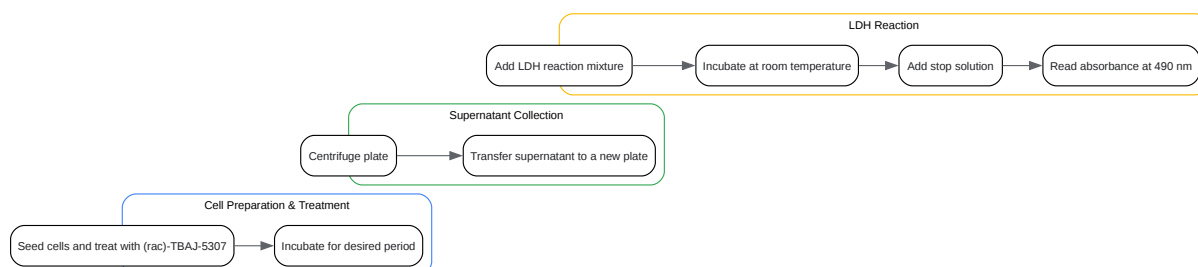 LDH Reaction
Add LDH reaction mixture
Incubate at room temperature
Add stop solution
Read absorbance at 490 nm
Supernatant Collection
Centrifuge plate
Transfer supernatant to a new plate
Cell Preparation & Treatment
Seed cells and treat with (rac)-TBAJ-5307
Incubate for desired period